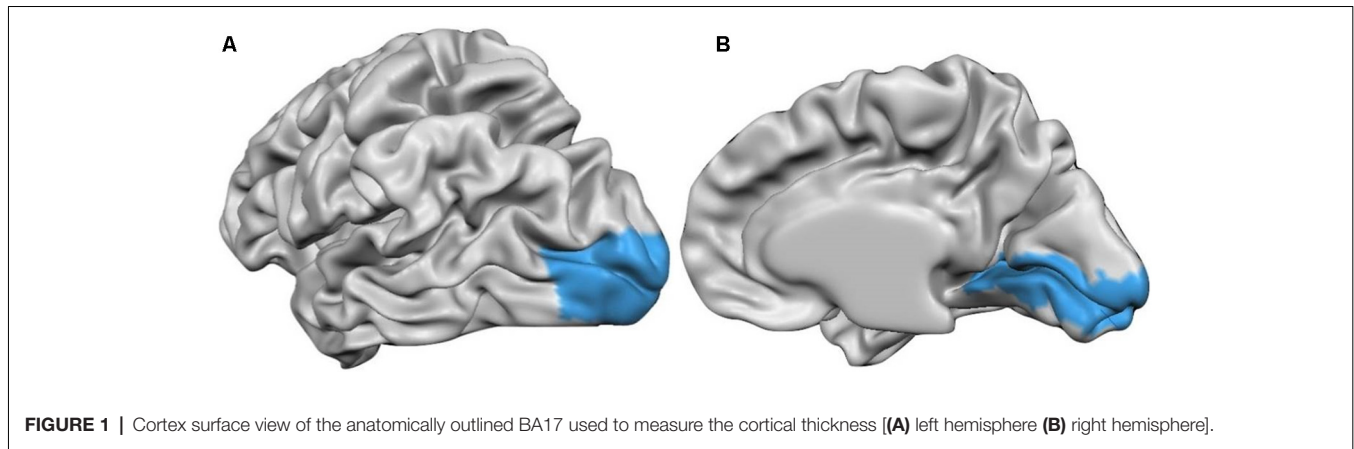 A
B
FIGURE 1 | Cortex surface view of the anatomically outlined BA17 used to measure the cortical thickness [(A) left hemisphere (B) right hemisphere].